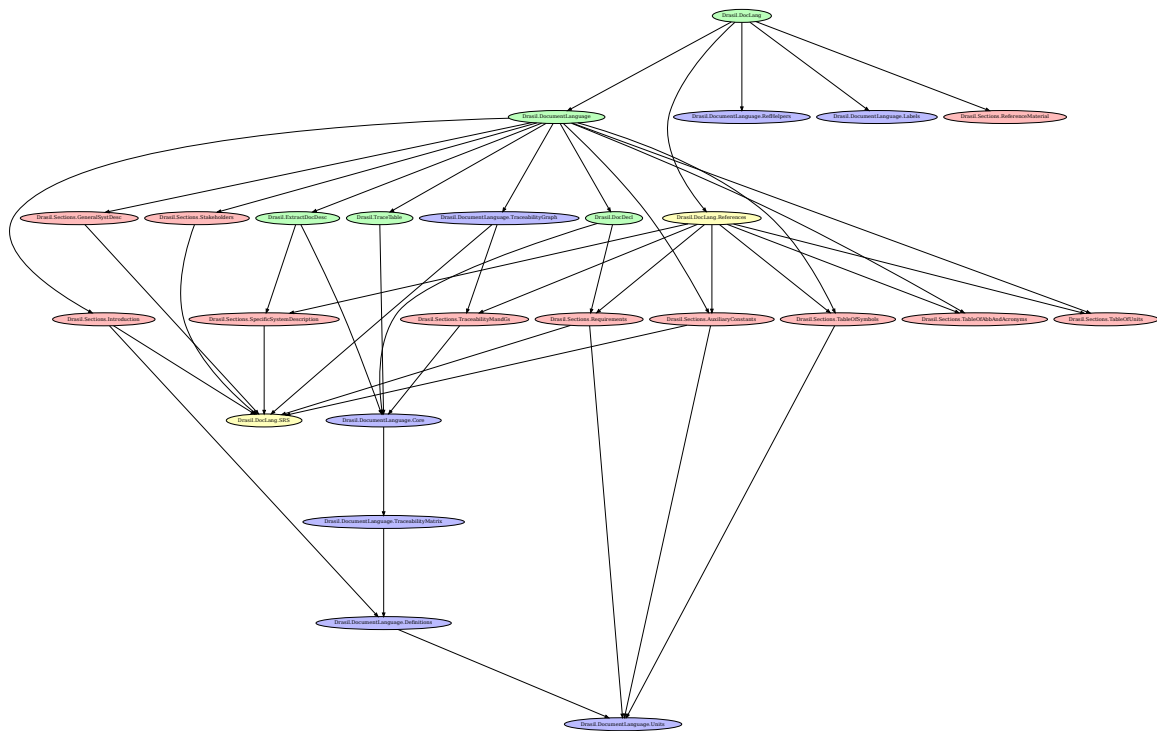 Drasil.DocLang
Drasil.DocumentLanguage
Drasil.DocumentLanguage.RefHelpers
Drasil.DocumentLanguage.Labels
Drasil.Sections.ReferenceMaterial
Drasil.Sections.GeneralSystDesc
Drasil.Sections.Stakeholders
Drasil.ExtractDocDesc
Drasil.TraceTable
Drasil.DocumentLanguage.TraceabilityGraph
Drasil.DocDecl
Drasil.DocLang.References
Drasil.Sections.Introduction
Drasil.Sections.SpecificSystemDescription
Drasil.Sections.TraceabilityMandGs
Drasil.Sections.Requirements
Drasil.Sections.AuxiliaryConstants
Drasil.Sections.TableOfSymbols
Drasil.Sections.TableOfAbbAndAcronyms
Drasil.Sections.TableOfUnits
Drasil.DocLang.SRS
Drasil.DocumentLanguage.Core
Drasil.DocumentLanguage.TraceabilityMatrix
Drasil.DocumentLanguage.Definitions
Drasil.DocumentLanguage.Units